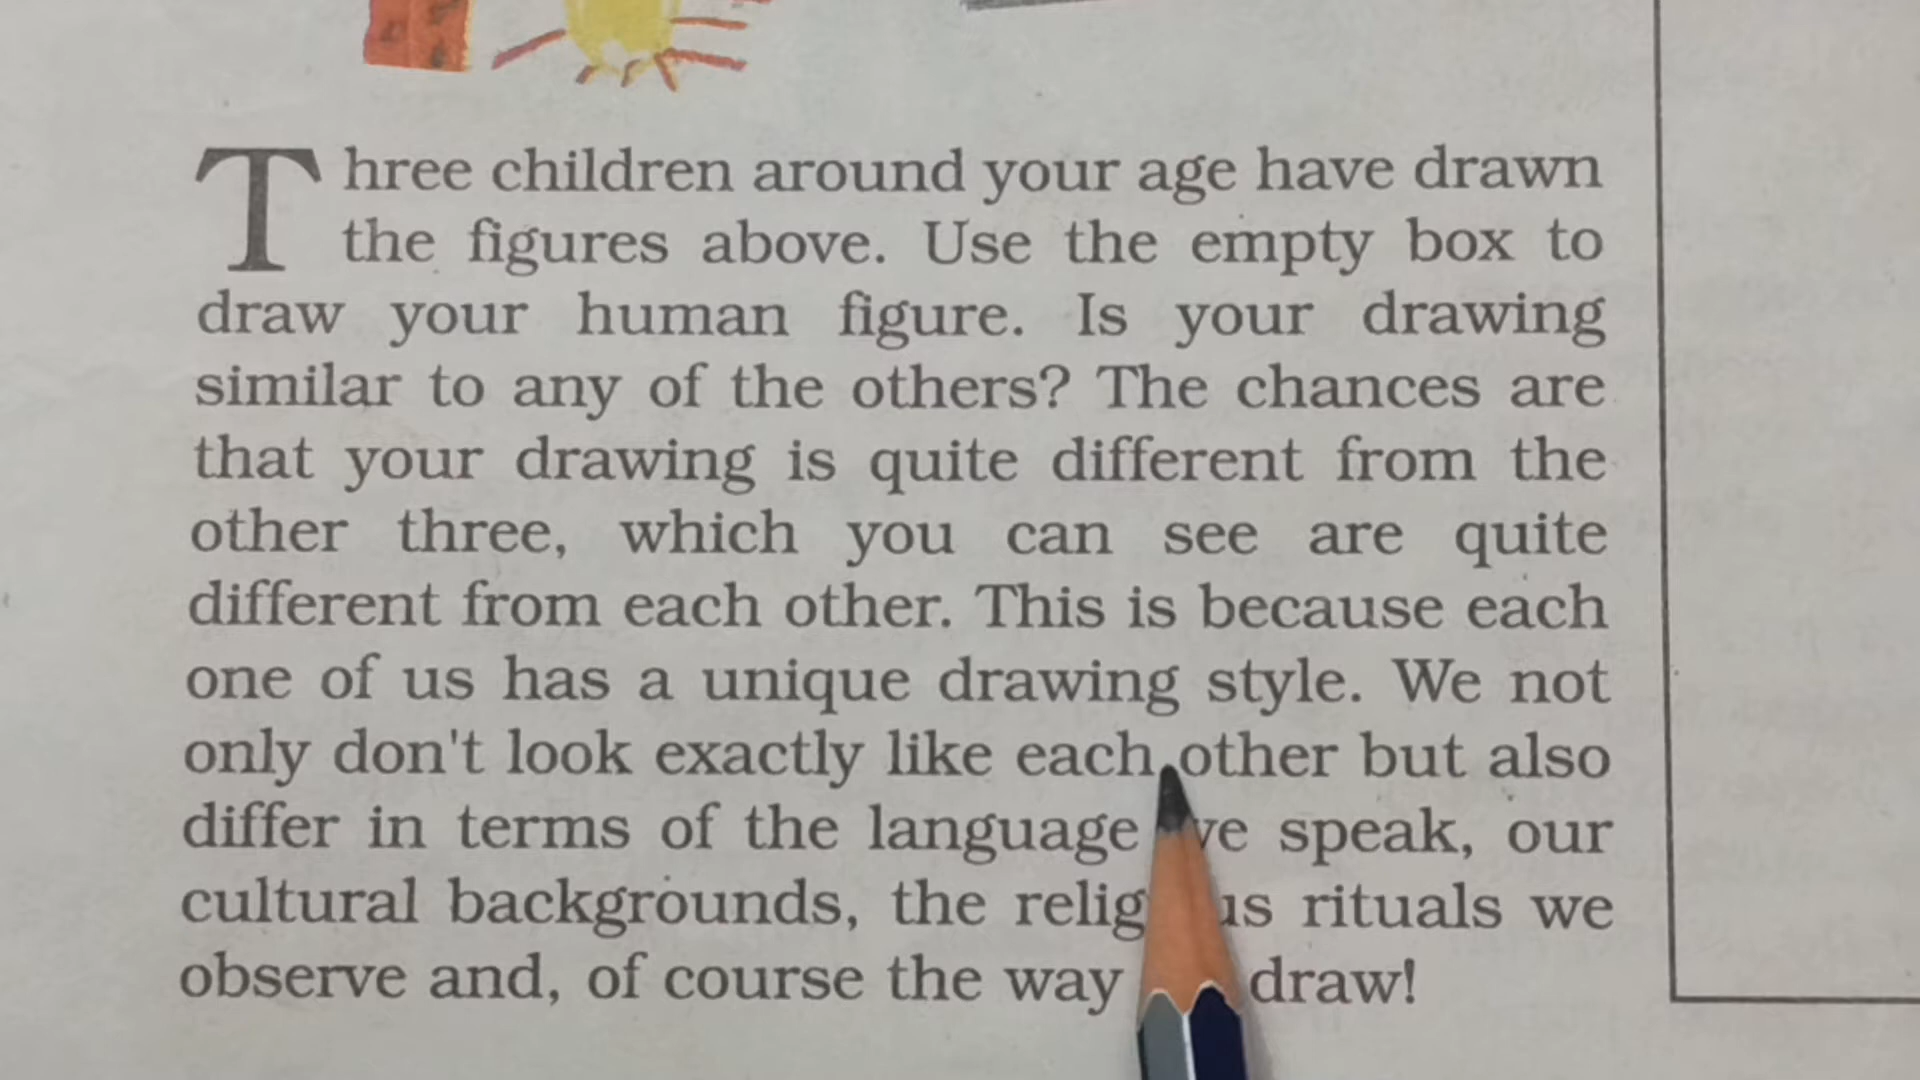 Three children around your age have drawn
the figures above. Use the empty box to
draw your human figure. Is your drawing
similar to any of the others? The chances are
that your drawing is quite different from the
other three, which you can see are quite
different from each other. This is because each
one of us has a unique drawing style. We not
only don't look exactly like each other but also
differ in terms of the language we speak, our
cultural backgrounds, the religious rituals we
observe and, of course the way draw!